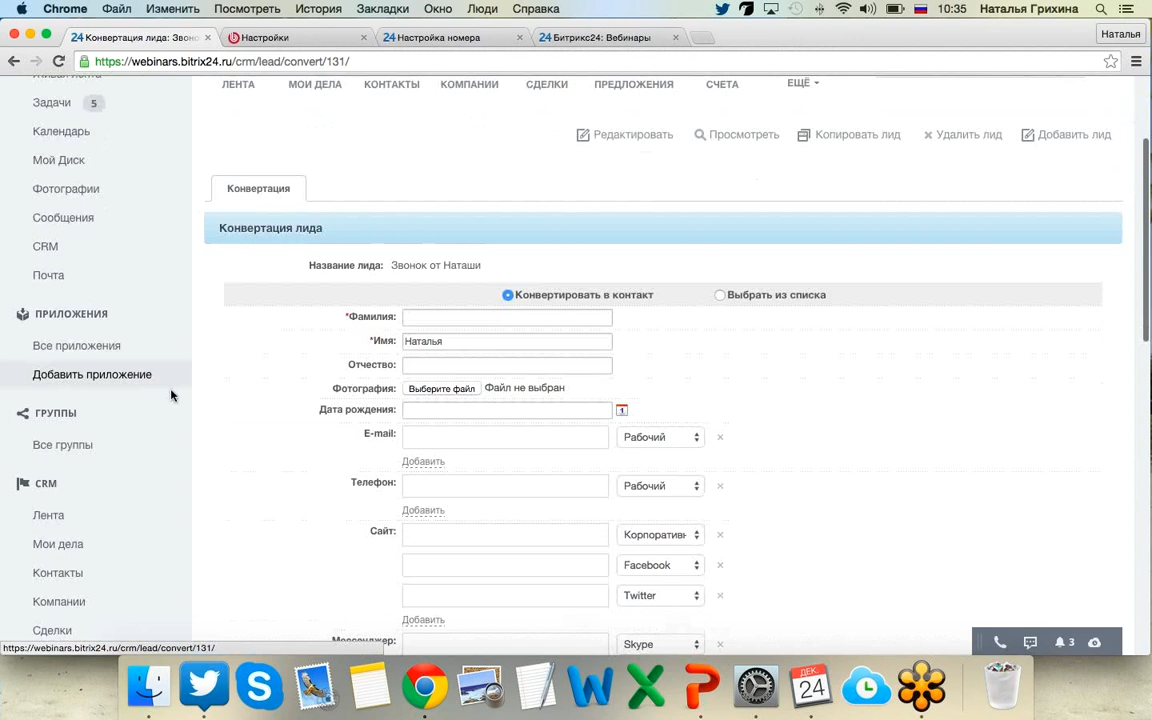 Chrome Файл Изменить Просмотреть История Закладки Окно Люди Справка 10:35 Наталья Грихина
24 Конвертация лида: Звоно × Настройки × 24 Настройка номера × 24 Битрикс24: Вебинары × Наталья
https://webinars.bitrix24.ru/crm/lead/convert/131/
ЛЕНТА МОИ ДЕЛА КОНТАКТЫ КОМПАНИИ СДЕЛКИ ПРЕДЛОЖЕНИЯ СЧЕТА ЕЩЁ
Задачи 5
Календарь
Мой Диск
Фотографии
Сообщения
CRM
Почта
ПРИЛОЖЕНИЯ
Все приложения
Добавить приложение
ГРУППЫ
Все группы
CRM
Лента
Мои дела
Контакты
Компании
Сделки
Редактировать Просмотреть Копировать лид Удалить лид Добавить лид
Конвертация
Конвертация лида
Название лида: Звонок от Наташи
Конвертировать в контакт Выбрать из списка
*Фамилия:
*Имя: Наталья
Отчество:
Фотография: Выберите файл Файл не выбран
Дата рождения: 1
E-mail: Рабочий ×
Добавить
Телефон: Рабочий ×
Добавить
Сайт: Корпоративн ×
Facebook ×
Twitter ×
Добавить
Мессенджер: Skype ×
3
https://webinars.bitrix24.ru/crm/lead/convert/131/
ДЕК.
24